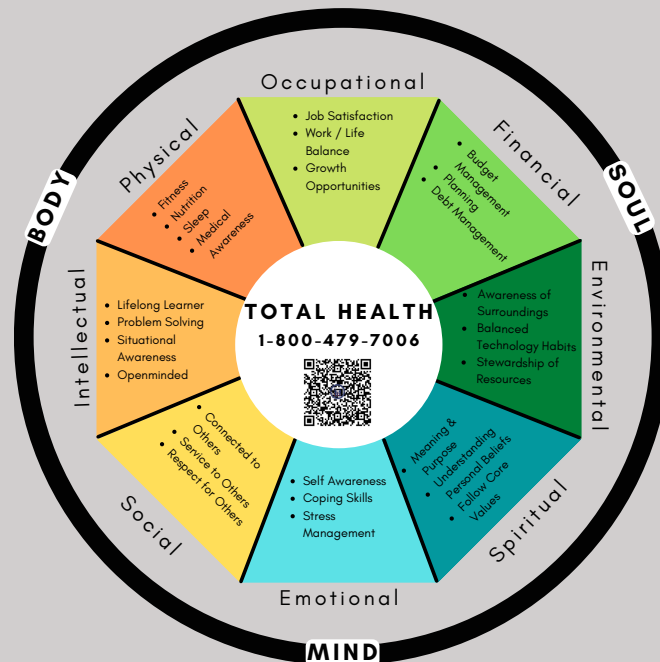 Occupational
• Job Satisfaction
• Work / Life
Balance
• Growth
Opportunities
Financial
• Budget
Management
• Planning
• Debt Management
SOUL
Environmental
• Awareness of
Surroundings
• Balanced
Technology Habits
• Stewardship of
Resources
Spiritual
• Meaning &
Purpose
• Understanding
Personal Beliefs
• Follow Core
Values
MIND
Emotional
• Self Awareness
• Coping Skills
• Stress
Management
Social
• Connected to
Others
• Service to Others
• Respect for Others
Intellectual
• Lifelong Learner
• Problem Solving
• Situational
Awareness
• Openminded
BODY
Physical
• Fitness
• Nutrition
• Sleep
• Medical
Awareness
TOTAL HEALTH
1-800-479-7006